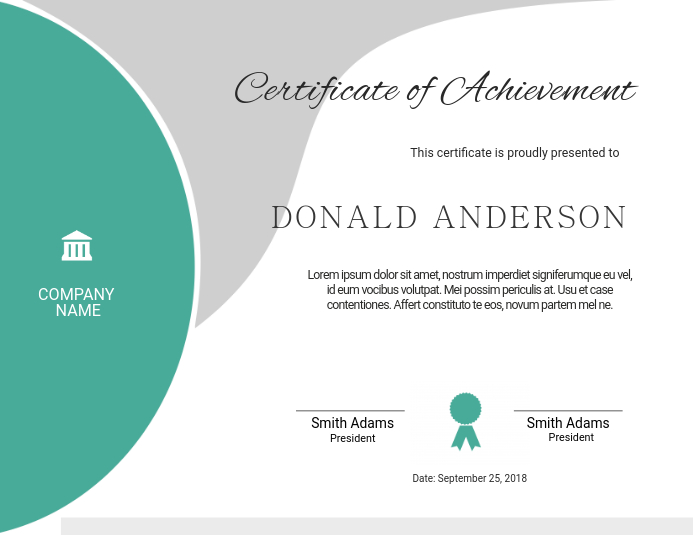 Certificate of Achievement
This certificate is proudly presented to
DONALD ANDERSON
COMPANY
NAME
Lorem ipsum dolor sit amet, nostrum imperdiet signiferumque eu vel,
id eum vocibus volutpat. Mei possim periculis at. Usu et case
contentiones. Affert constituto te eos, novum partem mel ne.
Smith Adams
President
Smith Adams
President
Date: September 25, 2018